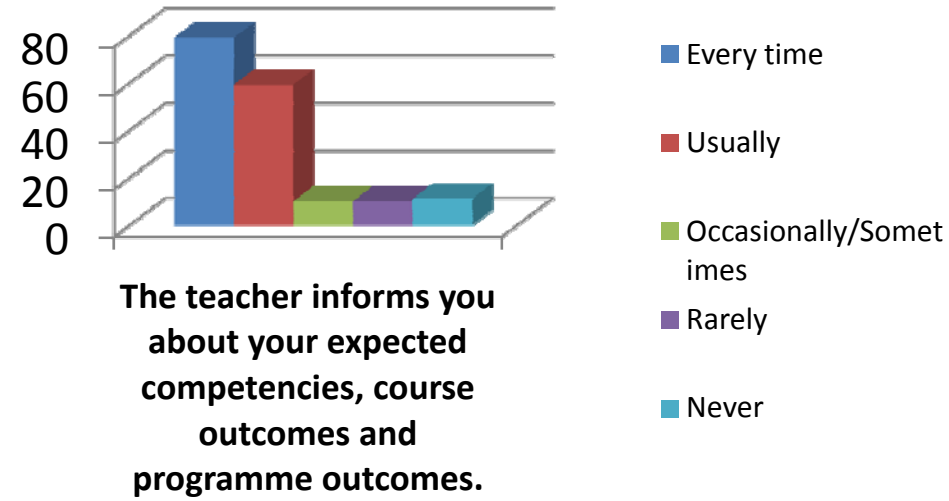 80
60
40
20
0
The teacher informs you
about your expected
competencies, course
outcomes and
programme outcomes.
Every time
Usually
Occasionally/Somet
imes
Rarely
Never